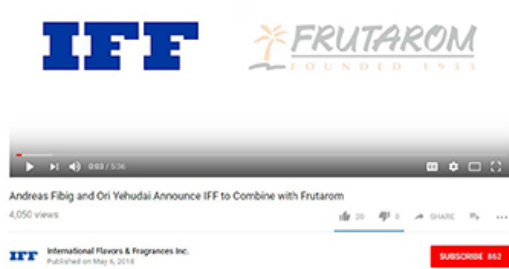 IFF FRUTAROM
FOUNDED 1933
0:03 / 5:36
Andreas Fibig and Ori Yehudai Announce IFF to Combine with Frutarom
4,050 views
20 0 SHARE
IFF International Flavors & Fragrances Inc.
Published on May 6, 2018
SUBSCRIBE 862